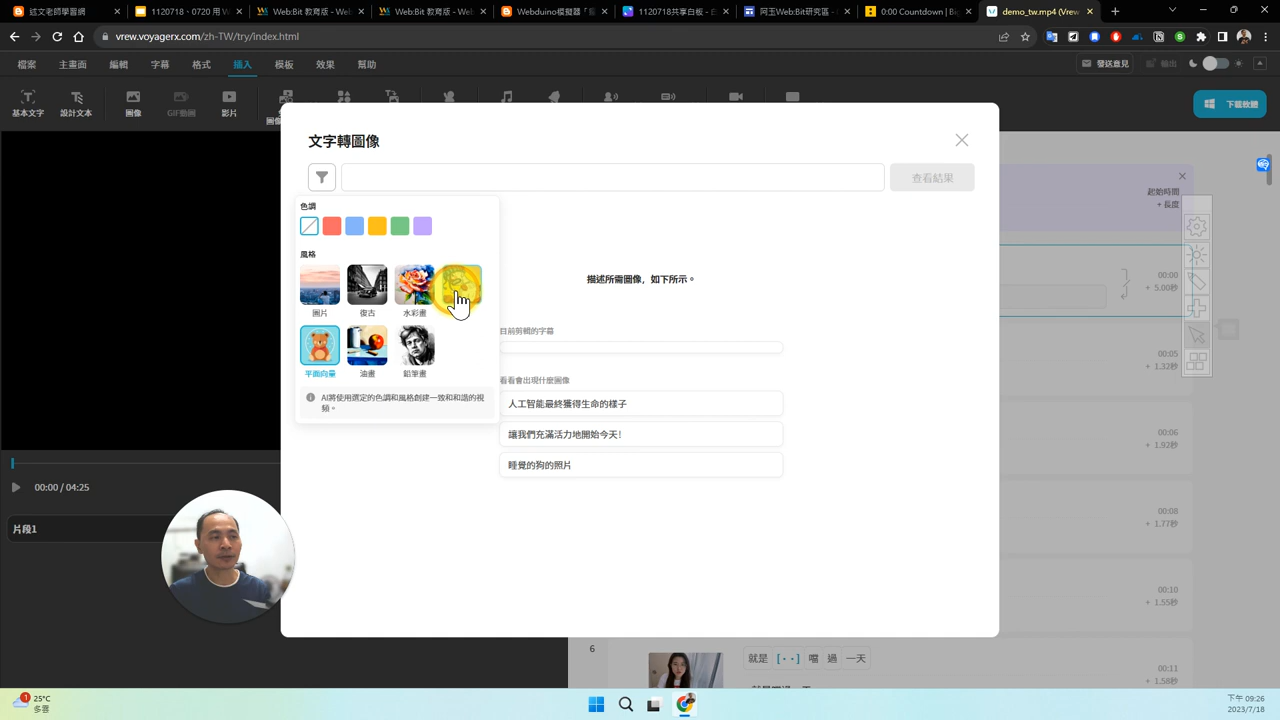 這太老師學習網
1120718、0720 用 W
Web:Bit 教育版 - Wel
Web:Bit 教育版 - Wel
Webduino模擬器「藍
1120718共享白板 - E
阿玉Web:Bit研究區 -
0:00 Countdown | Big
demo_tw.mp4 (Vrew
vrew.voyagerx.com/zh-TW/try/index.html
檔案 主畫面 編輯 字幕 格式 插入 模板 效果 幫助
發送意見 匯出
基本文字 設計文本 圖像 GIF動圖 影片
下載軟體
文字轉圖像
查看結果
色調
風格
描述所需圖像，如下所示。
圖片 復古 水彩畫
目前剪輯的字幕
平面向量 油畫 鉛筆畫
看看會出現什麼圖像
AI將使用選定的色調和風格創建一致和和諧的視
頻。
人工智能最終獲得生命的樣子
讓我們充滿活力地開始今天！
睡覺的狗的照片
起始時間
+ 長度
00:00
+ 5.00秒
00:05
+ 1.32秒
00:06
+ 1.92秒
00:08
+ 1.77秒
00:10
+ 1.55秒
00:11
+ 1.58秒
00:00 / 04:25
片段1
6
就是 [··] 噹 過 一天
1
25°C
多雲
下午 09:26
2023/7/18